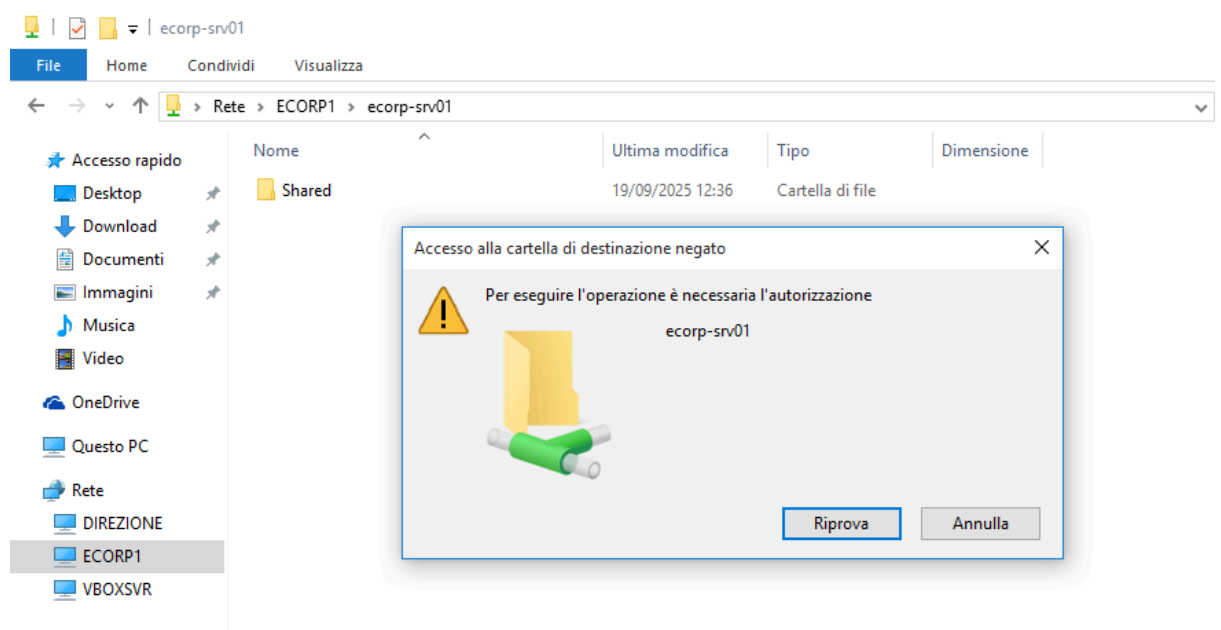 ecorp-srv01
File Home Condividi Visualizza
Rete > ECORP1 > ecorp-srv01
Nome Ultima modifica Tipo Dimensione
Accesso rapido
Desktop
Download
Documenti
Immagini
Musica
Video
OneDrive
Questo PC
Rete
DIREZIONE
ECORP1
VBOXSVR
Shared 19/09/2025 12:36 Cartella di file
Accesso alla cartella di destinazione negato
Per eseguire l'operazione è necessaria l'autorizzazione
ecorp-srv01
Riprova Annulla